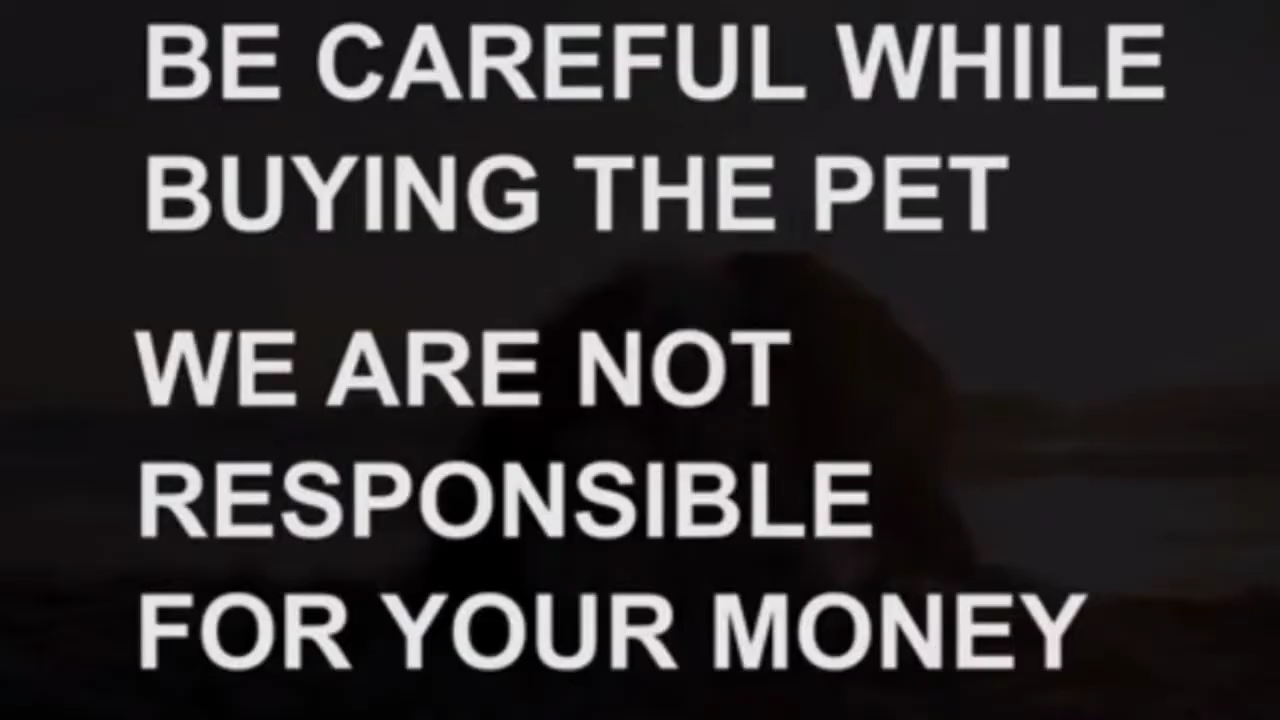 BE CAREFUL WHILE
BUYING THE PET
WE ARE NOT
RESPONSIBLE
FOR YOUR MONEY